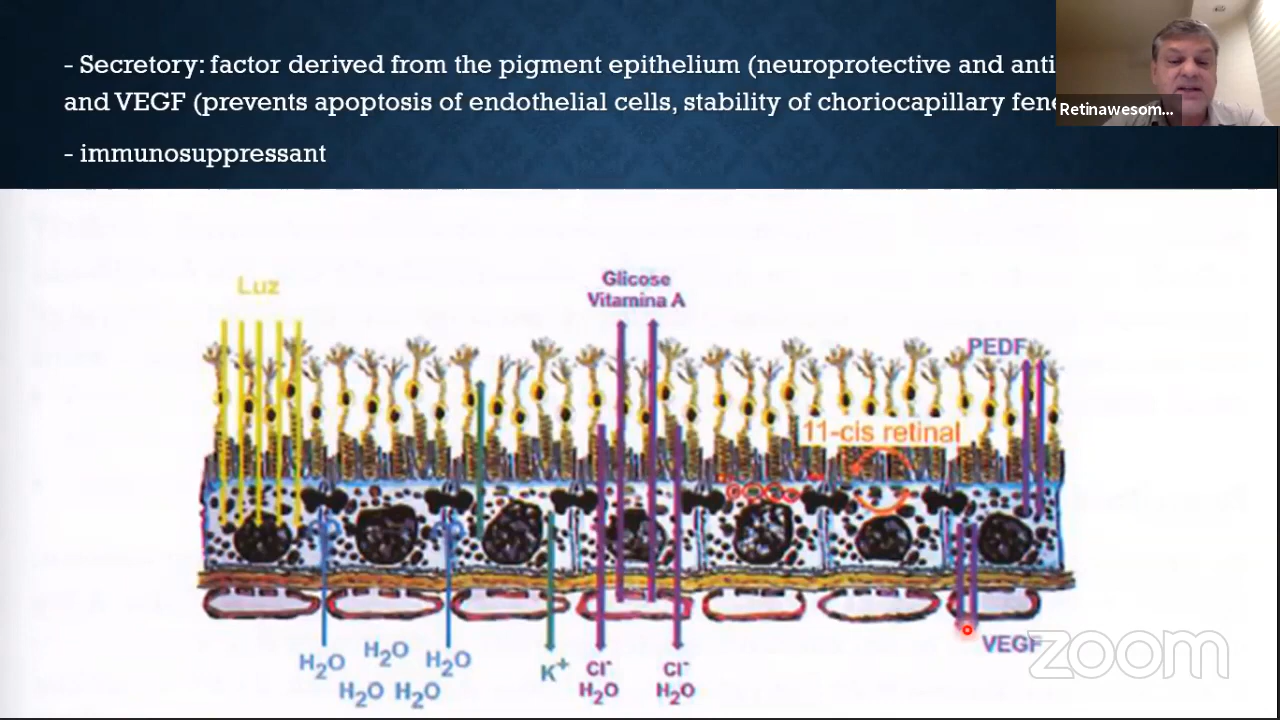 - Secretory: factor derived from the pigment epithelium (neuroprotective and anti
and VEGF (prevents apoptosis of endothelial cells, stability of choriocapillary fene
- immunosuppressant
Retinawesom...
Luz
Glicose
Vitamina A
PEDF
11-cis retinal
H₂O H₂O H₂O
H₂O H₂O
K⁺
Cl⁻
H₂O
Cl⁻
H₂O
VEGF
zoom